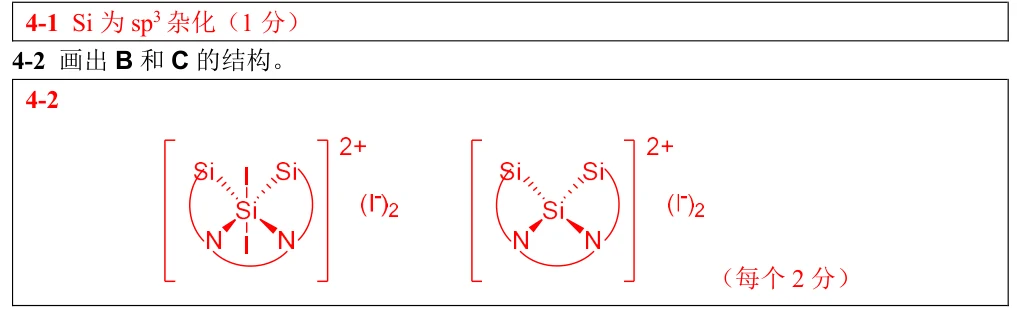 4-1 Si 为 sp³ 杂化（1 分）
4-2 画出 B 和 C 的结构。
4-2
2+ 2+
Si I Si Si Si
Si (I⁻)₂ Si (I⁻)₂
N I N N N
（每个 2 分）